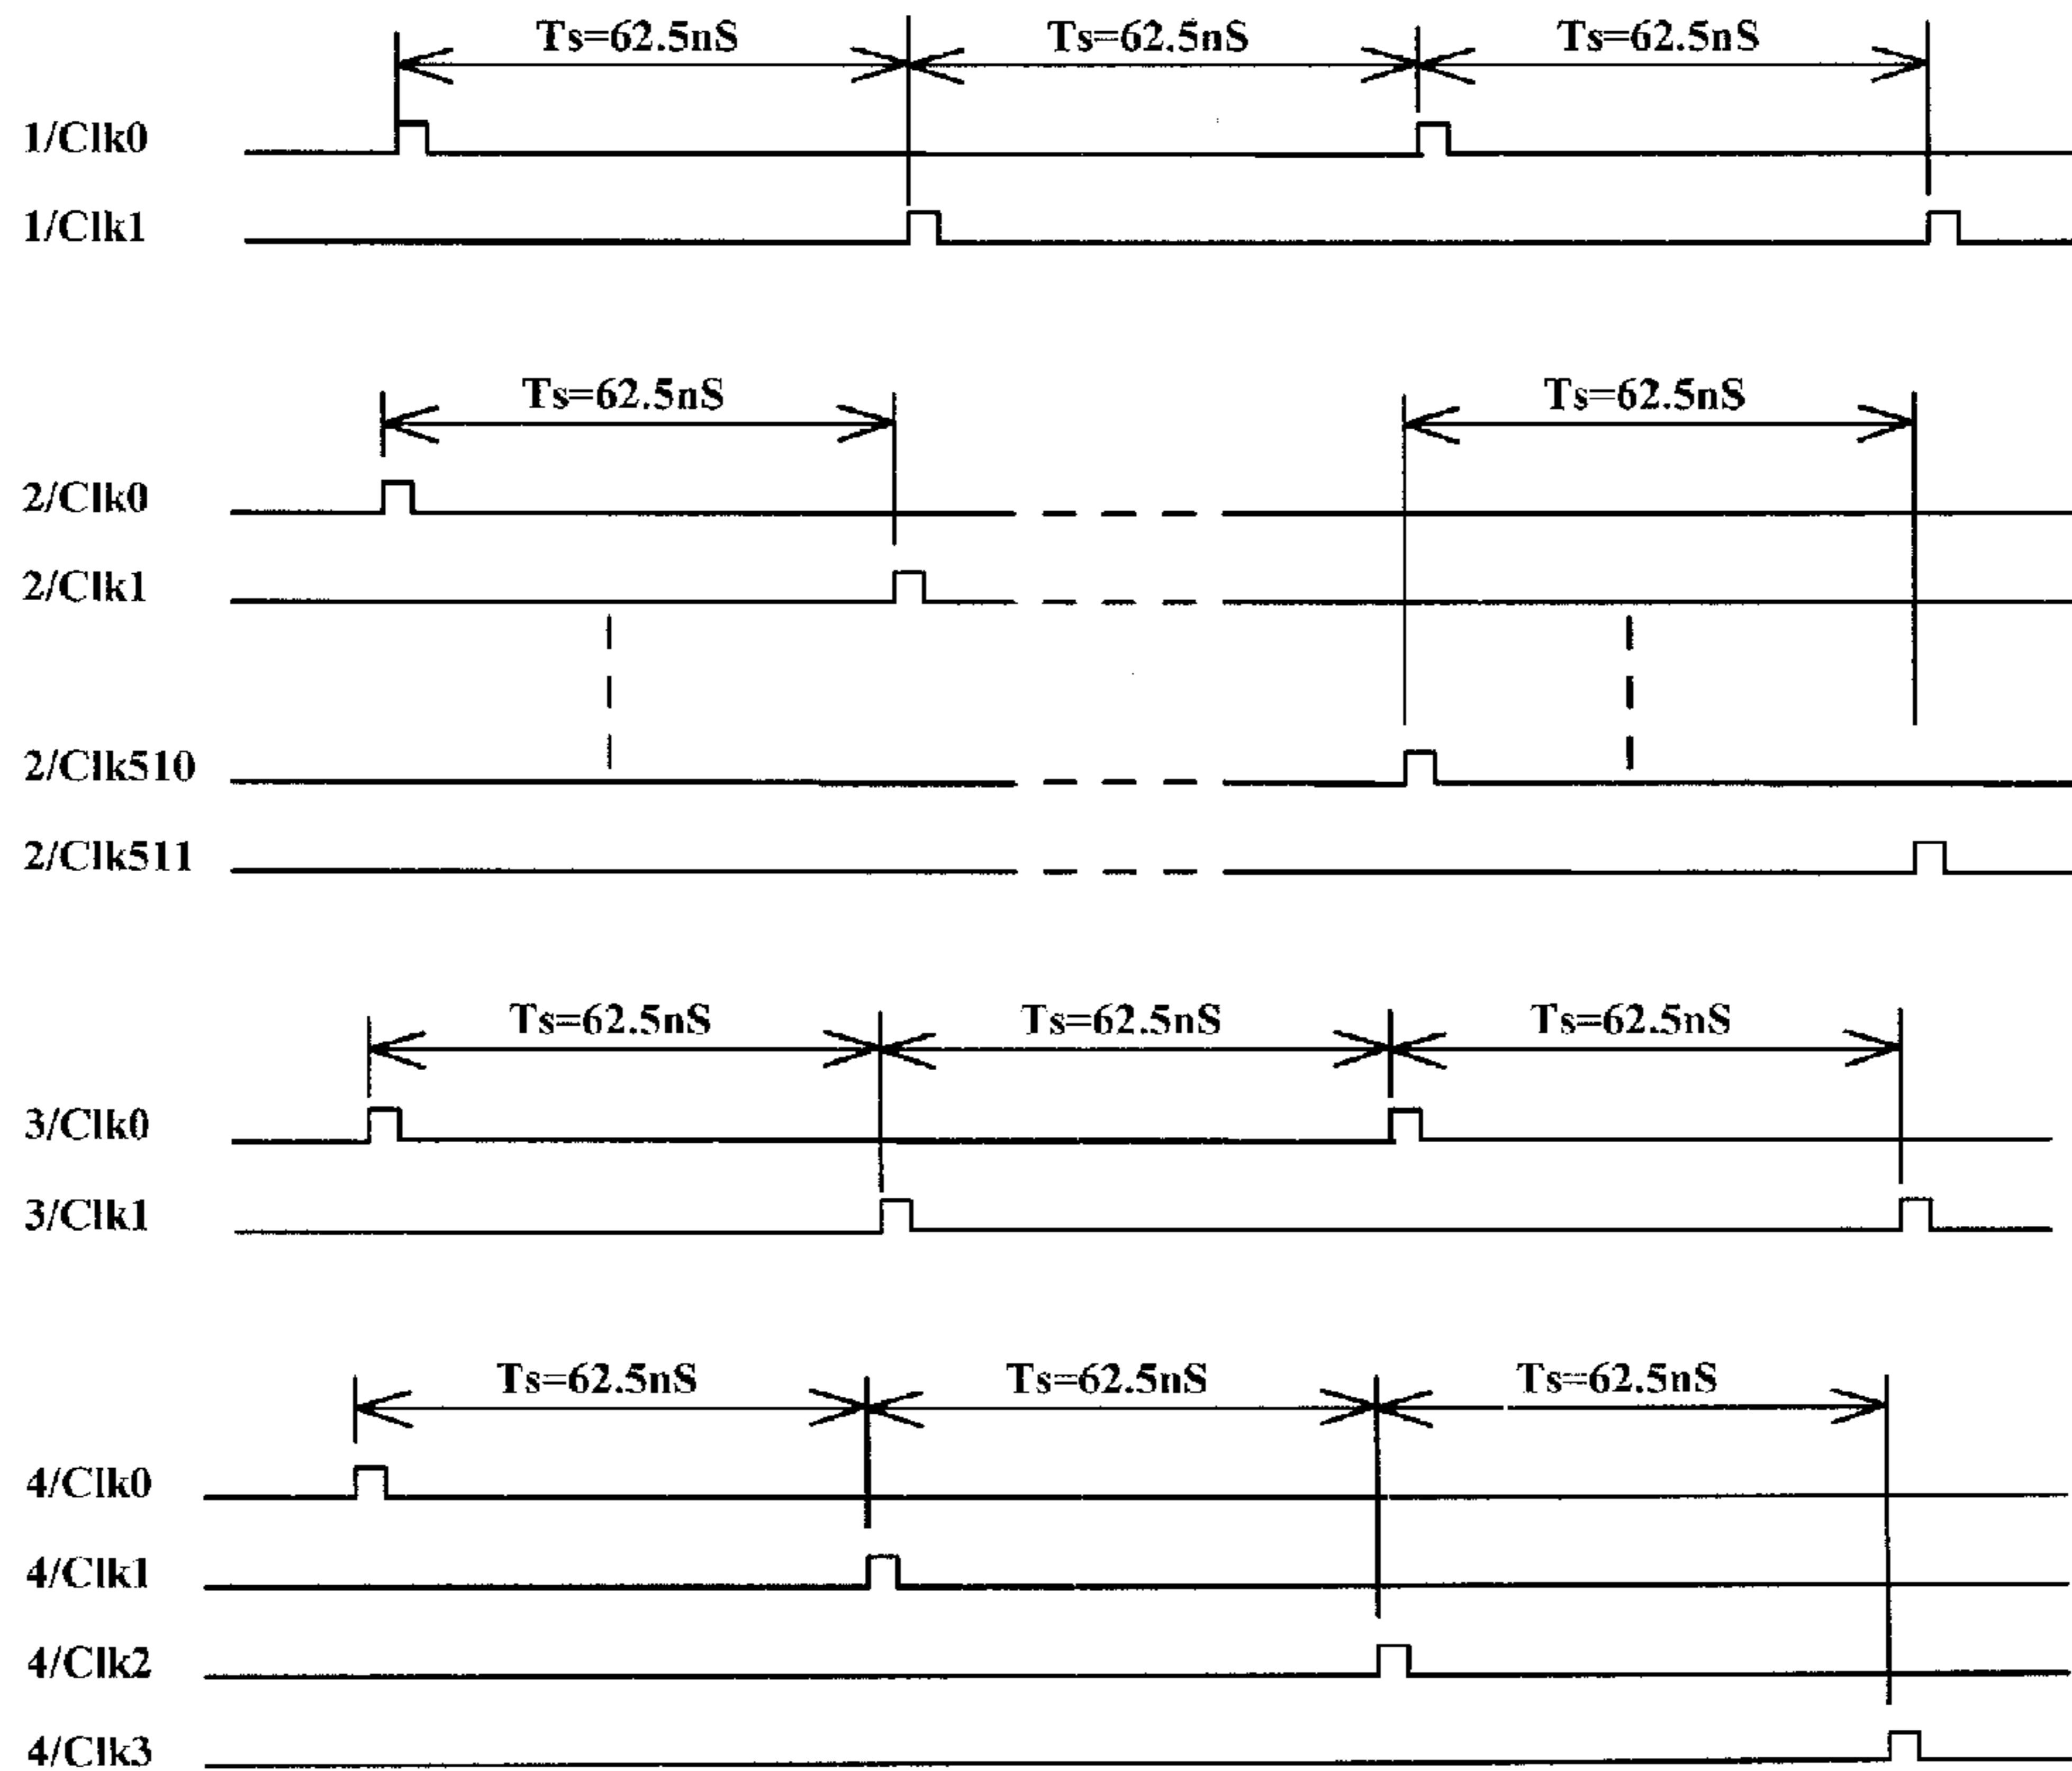 Ts=62.5nS Ts=62.5nS Ts=62.5nS
1/Clk0
1/Clk1
Ts=62.5nS Ts=62.5nS
2/Clk0
2/Clk1
2/Clk510
2/Clk511
Ts=62.5nS Ts=62.5nS Ts=62.5nS
3/Clk0
3/Clk1
Ts=62.5nS Ts=62.5nS Ts=62.5nS
4/Clk0
4/Clk1
4/Clk2
4/Clk3